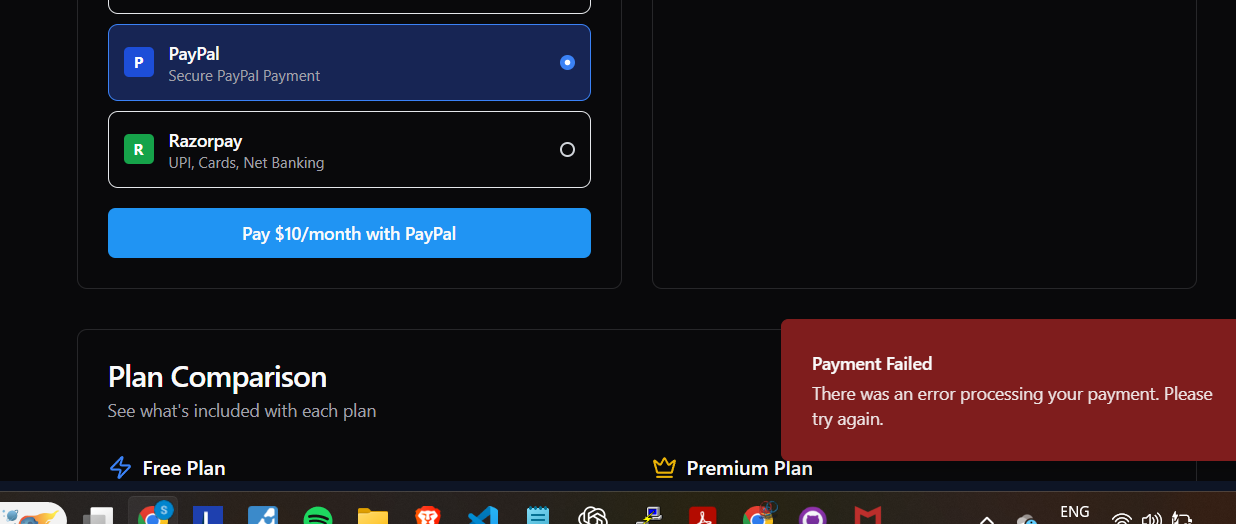 P
PayPal
Secure PayPal Payment
R
Razorpay
UPI, Cards, Net Banking
Pay $10/month with PayPal
Plan Comparison
See what's included with each plan
Free Plan
Premium Plan
Payment Failed
There was an error processing your payment. Please
try again.
S
L
ENG